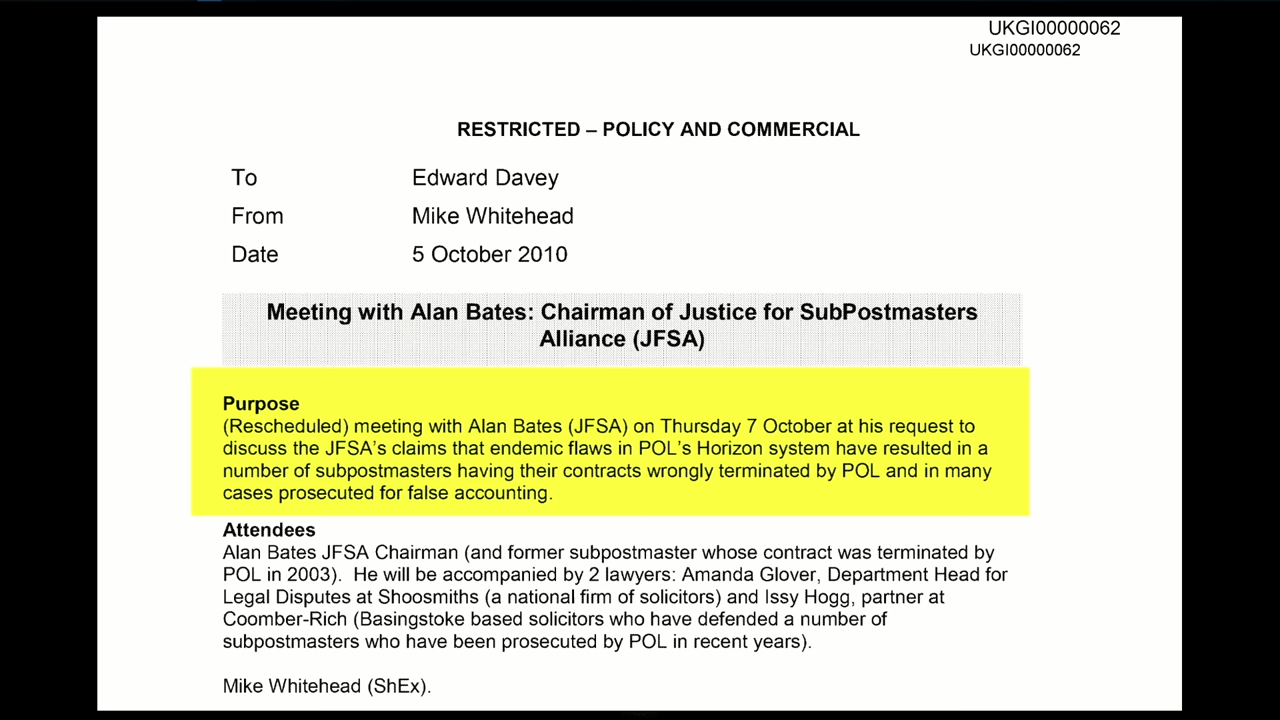 UKGI00000062
UKGI00000062
RESTRICTED – POLICY AND COMMERCIAL
To Edward Davey
From Mike Whitehead
Date 5 October 2010
Meeting with Alan Bates: Chairman of Justice for SubPostmasters
Alliance (JFSA)
Purpose
(Rescheduled) meeting with Alan Bates (JFSA) on Thursday 7 October at his request to
discuss the JFSA's claims that endemic flaws in POL's Horizon system have resulted in a
number of subpostmasters having their contracts wrongly terminated by POL and in many
cases prosecuted for false accounting.
Attendees
Alan Bates JFSA Chairman (and former subpostmaster whose contract was terminated by
POL in 2003). He will be accompanied by 2 lawyers: Amanda Glover, Department Head for
Legal Disputes at Shoosmiths (a national firm of solicitors) and Issy Hogg, partner at
Coomber-Rich (Basingstoke based solicitors who have defended a number of
subpostmasters who have been prosecuted by POL in recent years).
Mike Whitehead (ShEx).